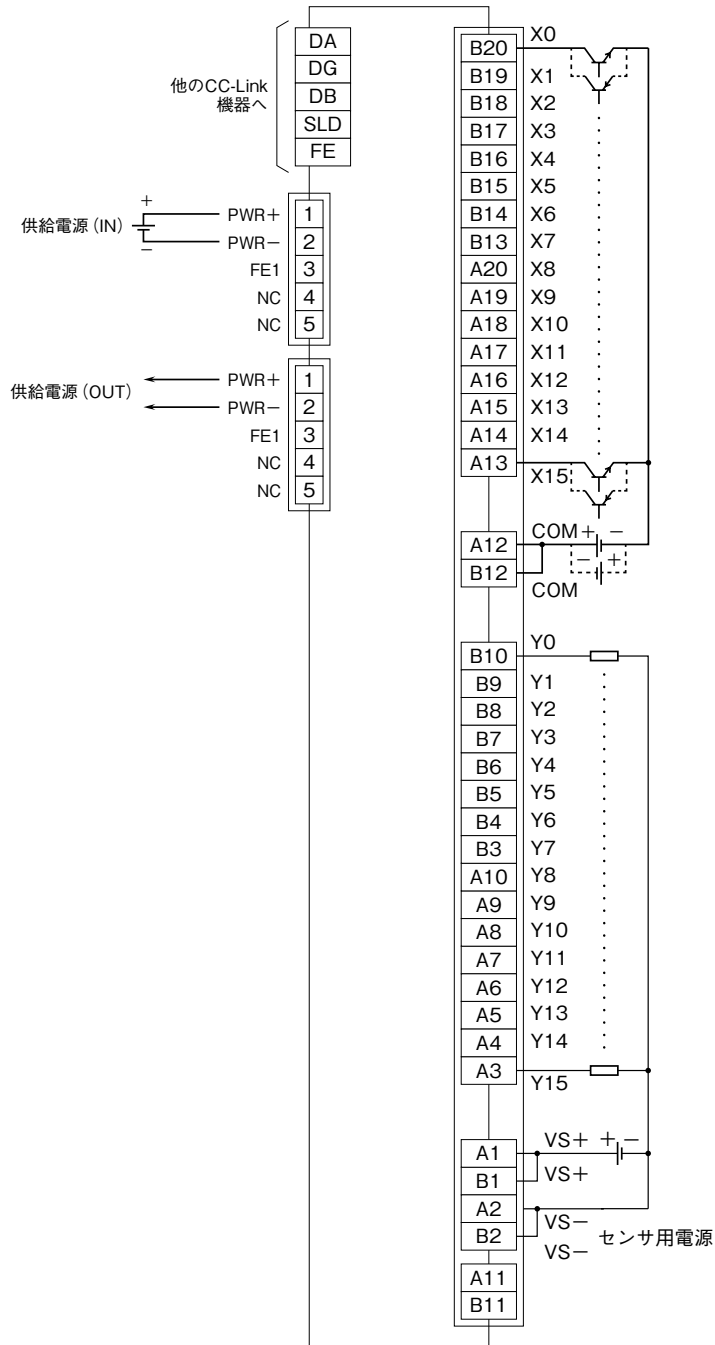 他のCC-Link
機器へ
DA
DG
DB
SLD
FE
供給電源 (IN)
+
−
PWR+ 1
PWR− 2
FE1 3
NC 4
NC 5
供給電源 (OUT)
PWR+ 1
PWR− 2
FE1 3
NC 4
NC 5
B20 X0
B19 X1
B18 X2
B17 X3
B16 X4
B15 X5
B14 X6
B13 X7
A20 X8
A19 X9
A18 X10
A17 X11
A16 X12
A15 X13
A14 X14
A13 X15
A12 COM + −
− +
B12 COM
B10 Y0
B9 Y1
B8 Y2
B7 Y3
B6 Y4
B5 Y5
B4 Y6
B3 Y7
A10 Y8
A9 Y9
A8 Y10
A7 Y11
A6 Y12
A5 Y13
A4 Y14
A3 Y15
A1 VS+ + −
B1 VS+
A2 VS−
B2 VS−
センサ用電源
A11
B11